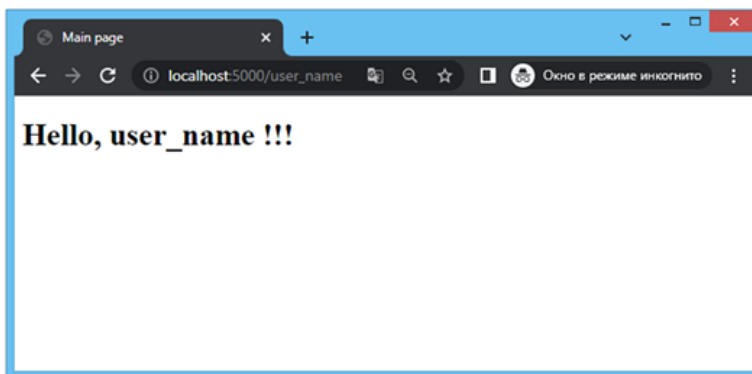 Main page
localhost:5000/user_name
Окно в режиме инкогнито
Hello, user_name !!!